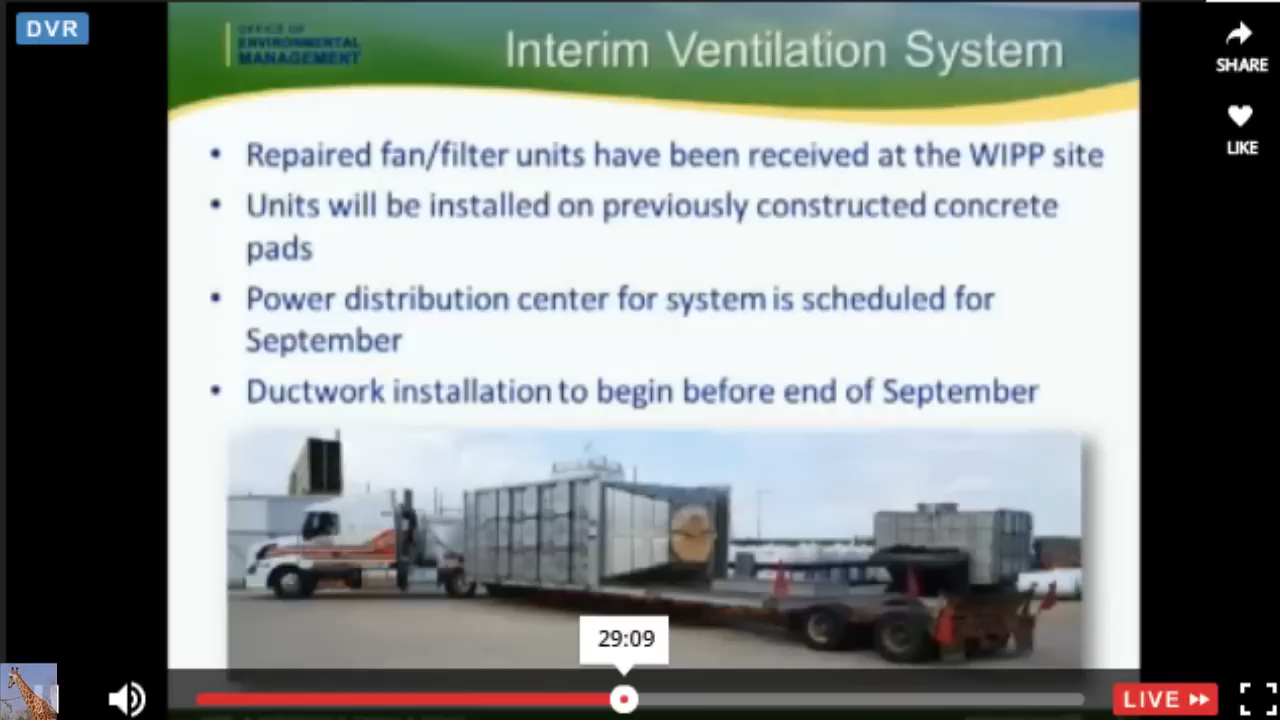 DVR
OFFICE OF
ENVIRONMENTAL
MANAGEMENT
Interim Ventilation System
SHARE
LIKE
• Repaired fan/filter units have been received at the WIPP site
• Units will be installed on previously constructed concrete
pads
• Power distribution center for system is scheduled for
September
• Ductwork installation to begin before end of September
29:09
LIVE